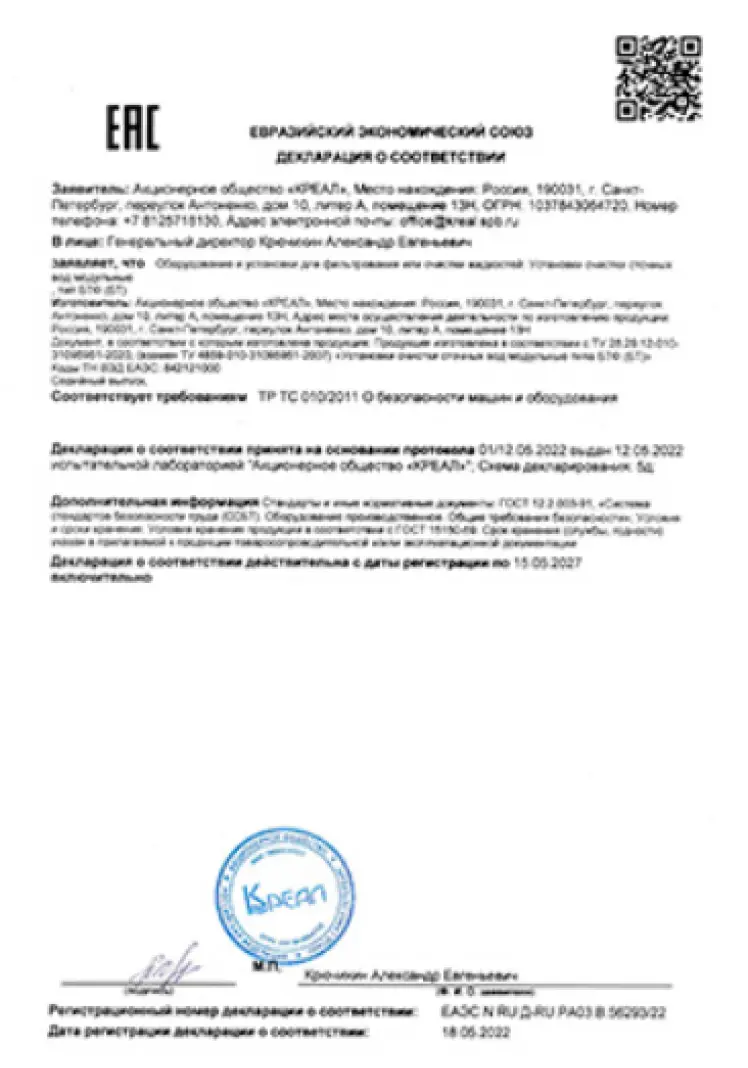 ЕАС
ЕВРАЗИЙСКИЙ ЭКОНОМИЧЕСКИЙ СОЮЗ
ДЕКЛАРАЦИЯ О СООТВЕТСТВИИ
Заявитель: Акционерное общество «КРЕАЛ», Место нахождения: Россия, 190031, г. Санкт-
Петербург, переулок Антоненко, дом 10, литер А, помещение 13Н, ОГРН: 1037843064720, Номер
телефона: +7 8125718130, Адрес электронной почты: office@kreal.spb.ru
В лице: Генеральный директор Крючихин Александр Евгеньевич
заявляет, что Оборудование и установки для фильтрования или очистки жидкостей: Установки очистки сточных
вод модульные
, тип БТФ (БТ)
Изготовитель: Акционерное общество «КРЕАЛ», Место нахождения: Россия, 190031, г. Санкт-Петербург, переулок
Антоненко, дом 10, литер А, помещение 13Н, Адрес места осуществления деятельности по изготовлению продукции:
Россия, 190031, г. Санкт-Петербург, переулок Антоненко, дом 10, литер А, помещение 13Н
Документ, в соответствии с которым изготовлена продукция: Продукция изготовлена в соответствии с ТУ 28.29.12-010-
31095951-2020, (взамен ТУ 4859-010-31095951-2007) «Установки очистки сточных вод модульные типа БТФ (БТ)»
Коды ТН ВЭД ЕАЭС: 842121000
Серийный выпуск,
Соответствует требованиям ТР ТС 010/2011 О безопасности машин и оборудования
Декларация о соответствии принята на основании протокола 01/12.05.2022 выдан 12.05.2022
испытательной лабораторией "Акционерное общество «КРЕАЛ»"; Схема декларирования: 5д;
Дополнительная информация Стандарты и иные нормативные документы: ГОСТ 12.2.003-91, «Система
стандартов безопасности труда (ССБТ). Оборудование производственное. Общие требования безопасности», Условия
и сроки хранения: Условия хранения продукции в соответствии с ГОСТ 15150-69. Срок хранения (службы, годности)
указан в прилагаемой к продукции товаросопроводительной и/или эксплуатационной документации
Декларация о соответствии действительна с даты регистрации по 15.05.2027
включительно
Креал
М.П.
Крючихин Александр Евгеньевич
(подпись)
(Ф. И. О. заявителя)
Регистрационный номер декларации о соответствии: ЕАЭС N RU Д-RU.РА03.В.56293/22
Дата регистрации декларации о соответствии: 18.05.2022